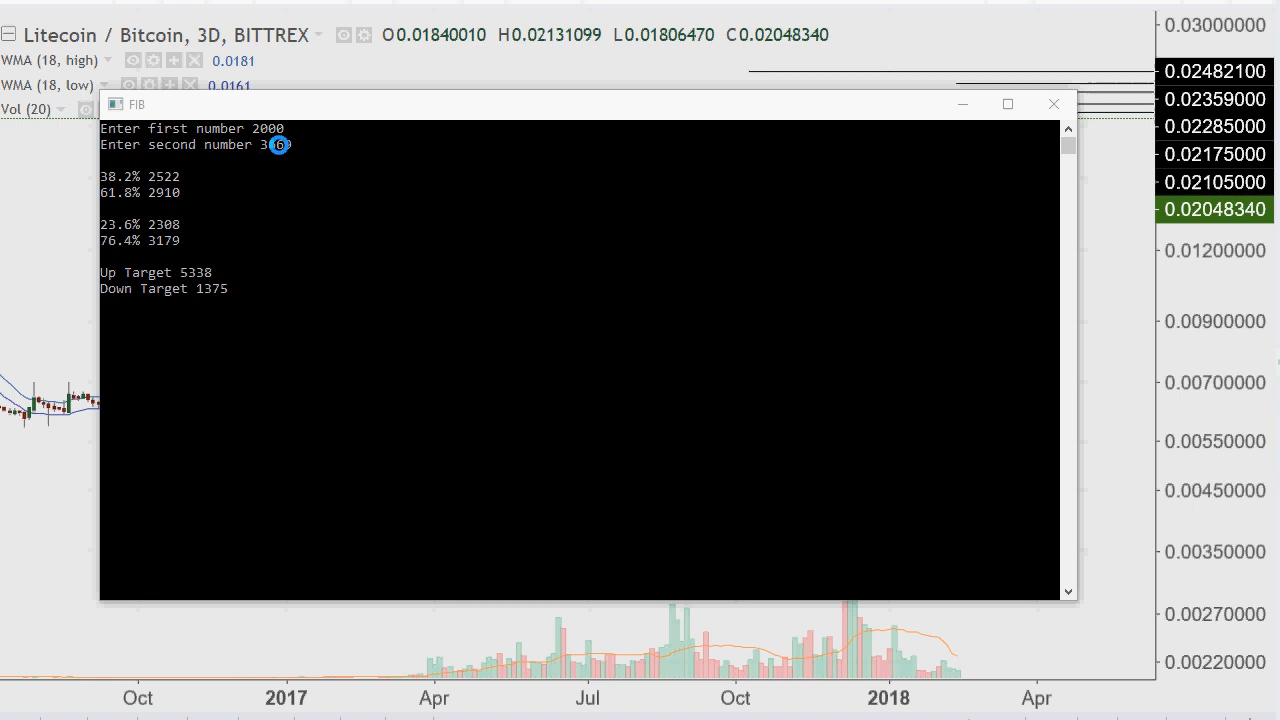 Litecoin / Bitcoin, 3D, BITTREX O0.01840010 H0.02131099 L0.01806470 C0.02048340
WMA (18, high) 0.0181
WMA (18, low) 0.0161
Vol (20)
FIB
Enter first number 2000
Enter second number
38.2% 2522
61.8% 2910
23.6% 2308
76.4% 3179
Up Target 5338
Down Target 1375
0.03000000
0.02482100
0.02359000
0.02285000
0.02175000
0.02105000
0.02048340
0.01200000
0.00900000
0.00700000
0.00550000
0.00450000
0.00350000
0.00270000
0.00220000
Oct 2017 Apr Jul Oct 2018 Apr